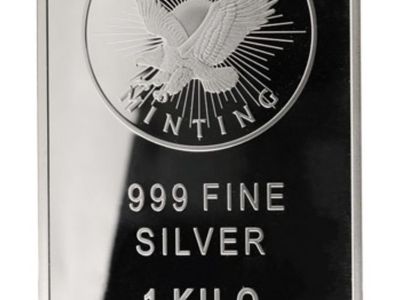 MINTING
999 FINE
SILVER
1 KILO